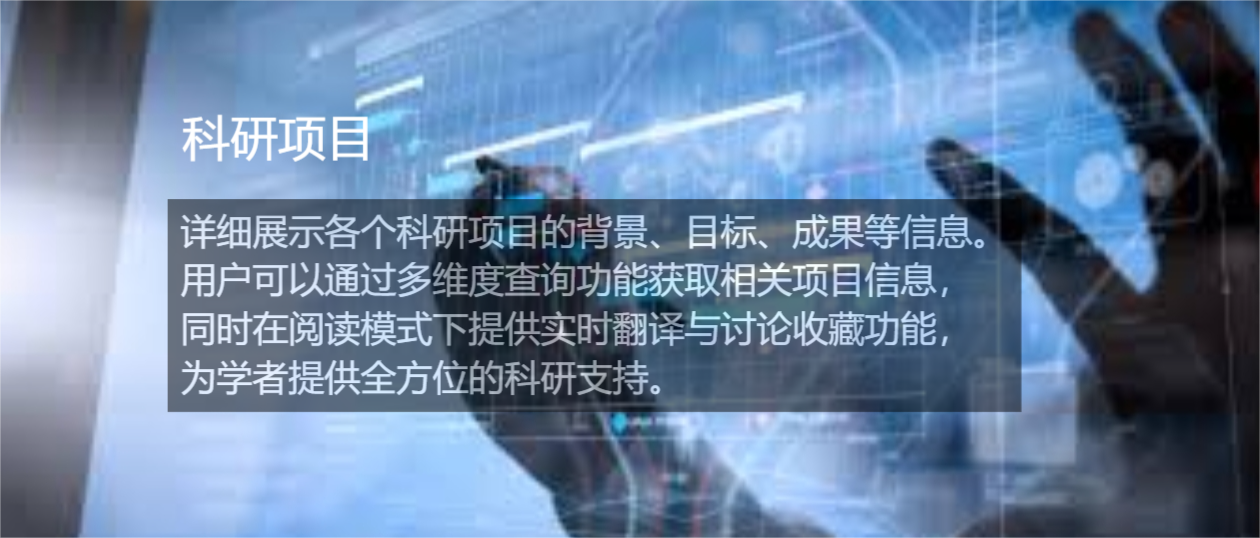 科研项目
详细展示各个科研项目的背景、目标、成果等信息。
用户可以通过多维度查询功能获取相关项目信息，
同时在阅读模式下提供实时翻译与讨论收藏功能，
为学者提供全方位的科研支持。